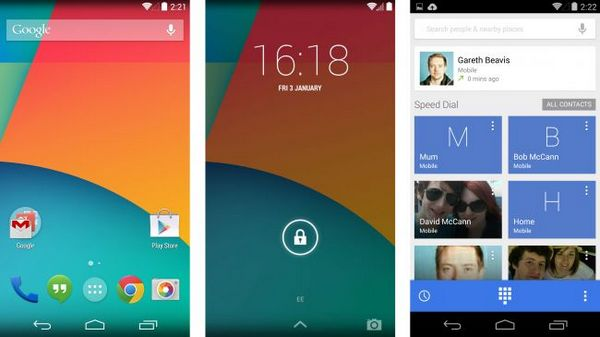 2:21
Google
Google
Play Store
16:18
FRI 3 JANUARY
EE
2:22
Search people & nearby places
Gareth Beavis
Mobile
0 mins ago
Speed Dial
ALL CONTACTS
M
Mum
Mobile
B
Bob McCann
Mobile
David McCann
Mobile
H
Home
Mobile